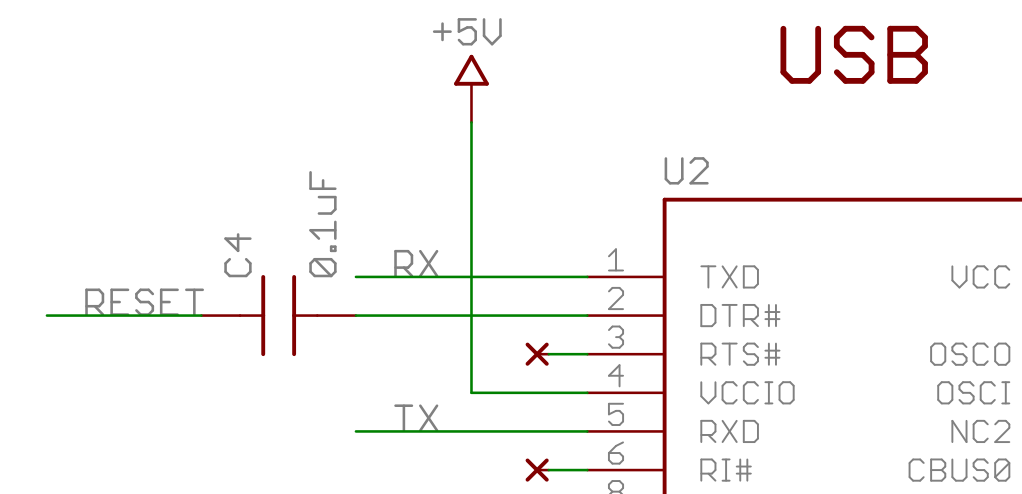 +5V
USB
U2
C4
0.1uF
RESET
RX
TX
1
2
3
4
5
6
8
TXD
DTR#
RTS#
VCCIO
RXD
RI#
VCC
OSCO
OSCI
NC2
CBUS0